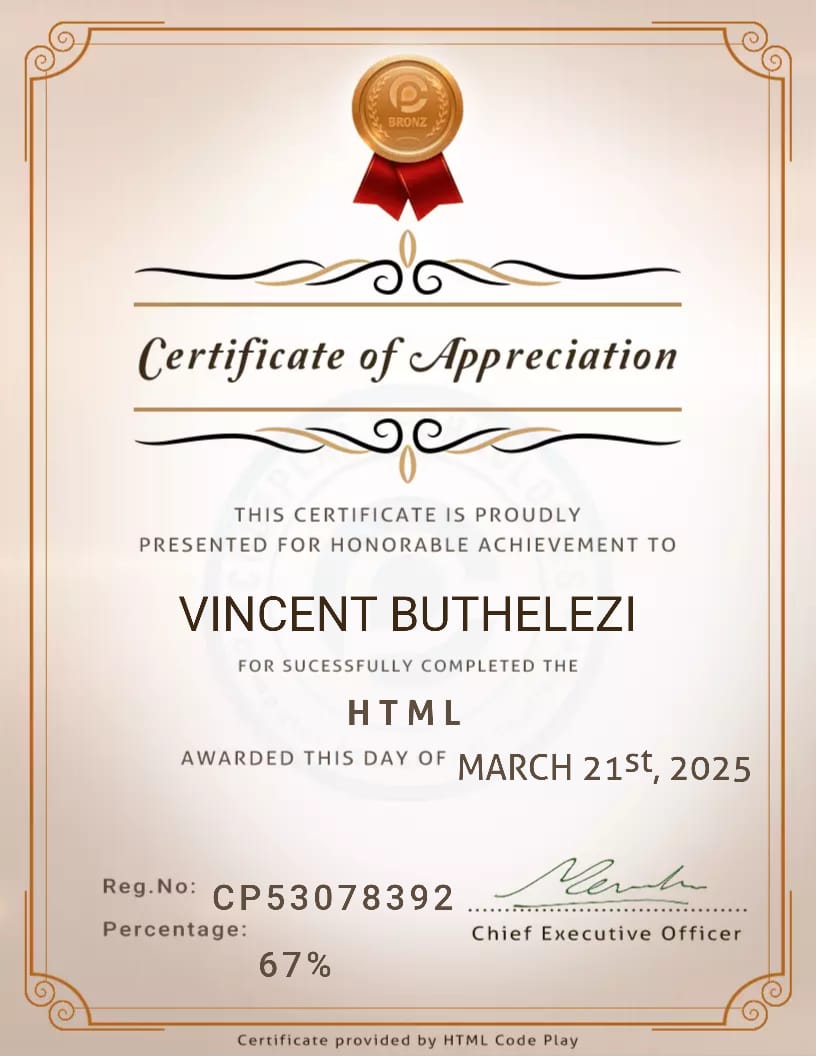 BRONZ
Certificate of Appreciation
THIS CERTIFICATE IS PROUDLY
PRESENTED FOR HONORABLE ACHIEVEMENT TO
VINCENT BUTHELEZI
FOR SUCESSFULLY COMPLETED THE
HTML
AWARDED THIS DAY OF MARCH 21st, 2025
Reg.No: CP53078392
Percentage:
67%
Chief Executive Officer
Certificate provided by HTML Code Play